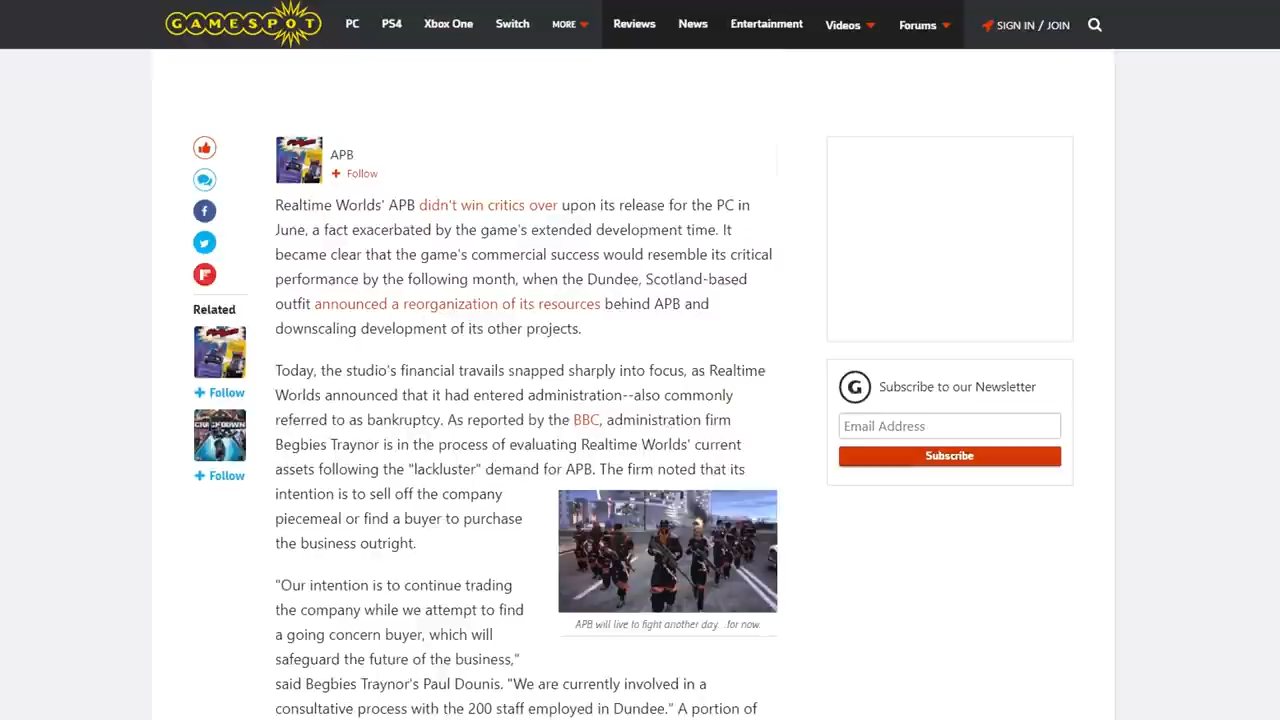 GAMESPOT
PC PS4 Xbox One Switch MORE Reviews News Entertainment Videos Forums SIGN IN / JOIN
APB
+ Follow
Realtime Worlds' APB didn't win critics over upon its release for the PC in
June, a fact exacerbated by the game's extended development time. It
became clear that the game's commercial success would resemble its critical
performance by the following month, when the Dundee, Scotland-based
outfit announced a reorganization of its resources behind APB and
downscaling development of its other projects.
Today, the studio's financial travails snapped sharply into focus, as Realtime
Worlds announced that it had entered administration--also commonly
referred to as bankruptcy. As reported by the BBC, administration firm
Begbies Traynor is in the process of evaluating Realtime Worlds' current
assets following the "lackluster" demand for APB. The firm noted that its
intention is to sell off the company
piecemeal or find a buyer to purchase
the business outright.
"Our intention is to continue trading
the company while we attempt to find
a going concern buyer, which will
safeguard the future of the business,"
said Begbies Traynor's Paul Dounis. "We are currently involved in a
consultative process with the 200 staff employed in Dundee." A portion of
APB will live to fight another day...for now.
Related
+ Follow
CRACKDOWN
+ Follow
G Subscribe to our Newsletter
Email Address
Subscribe